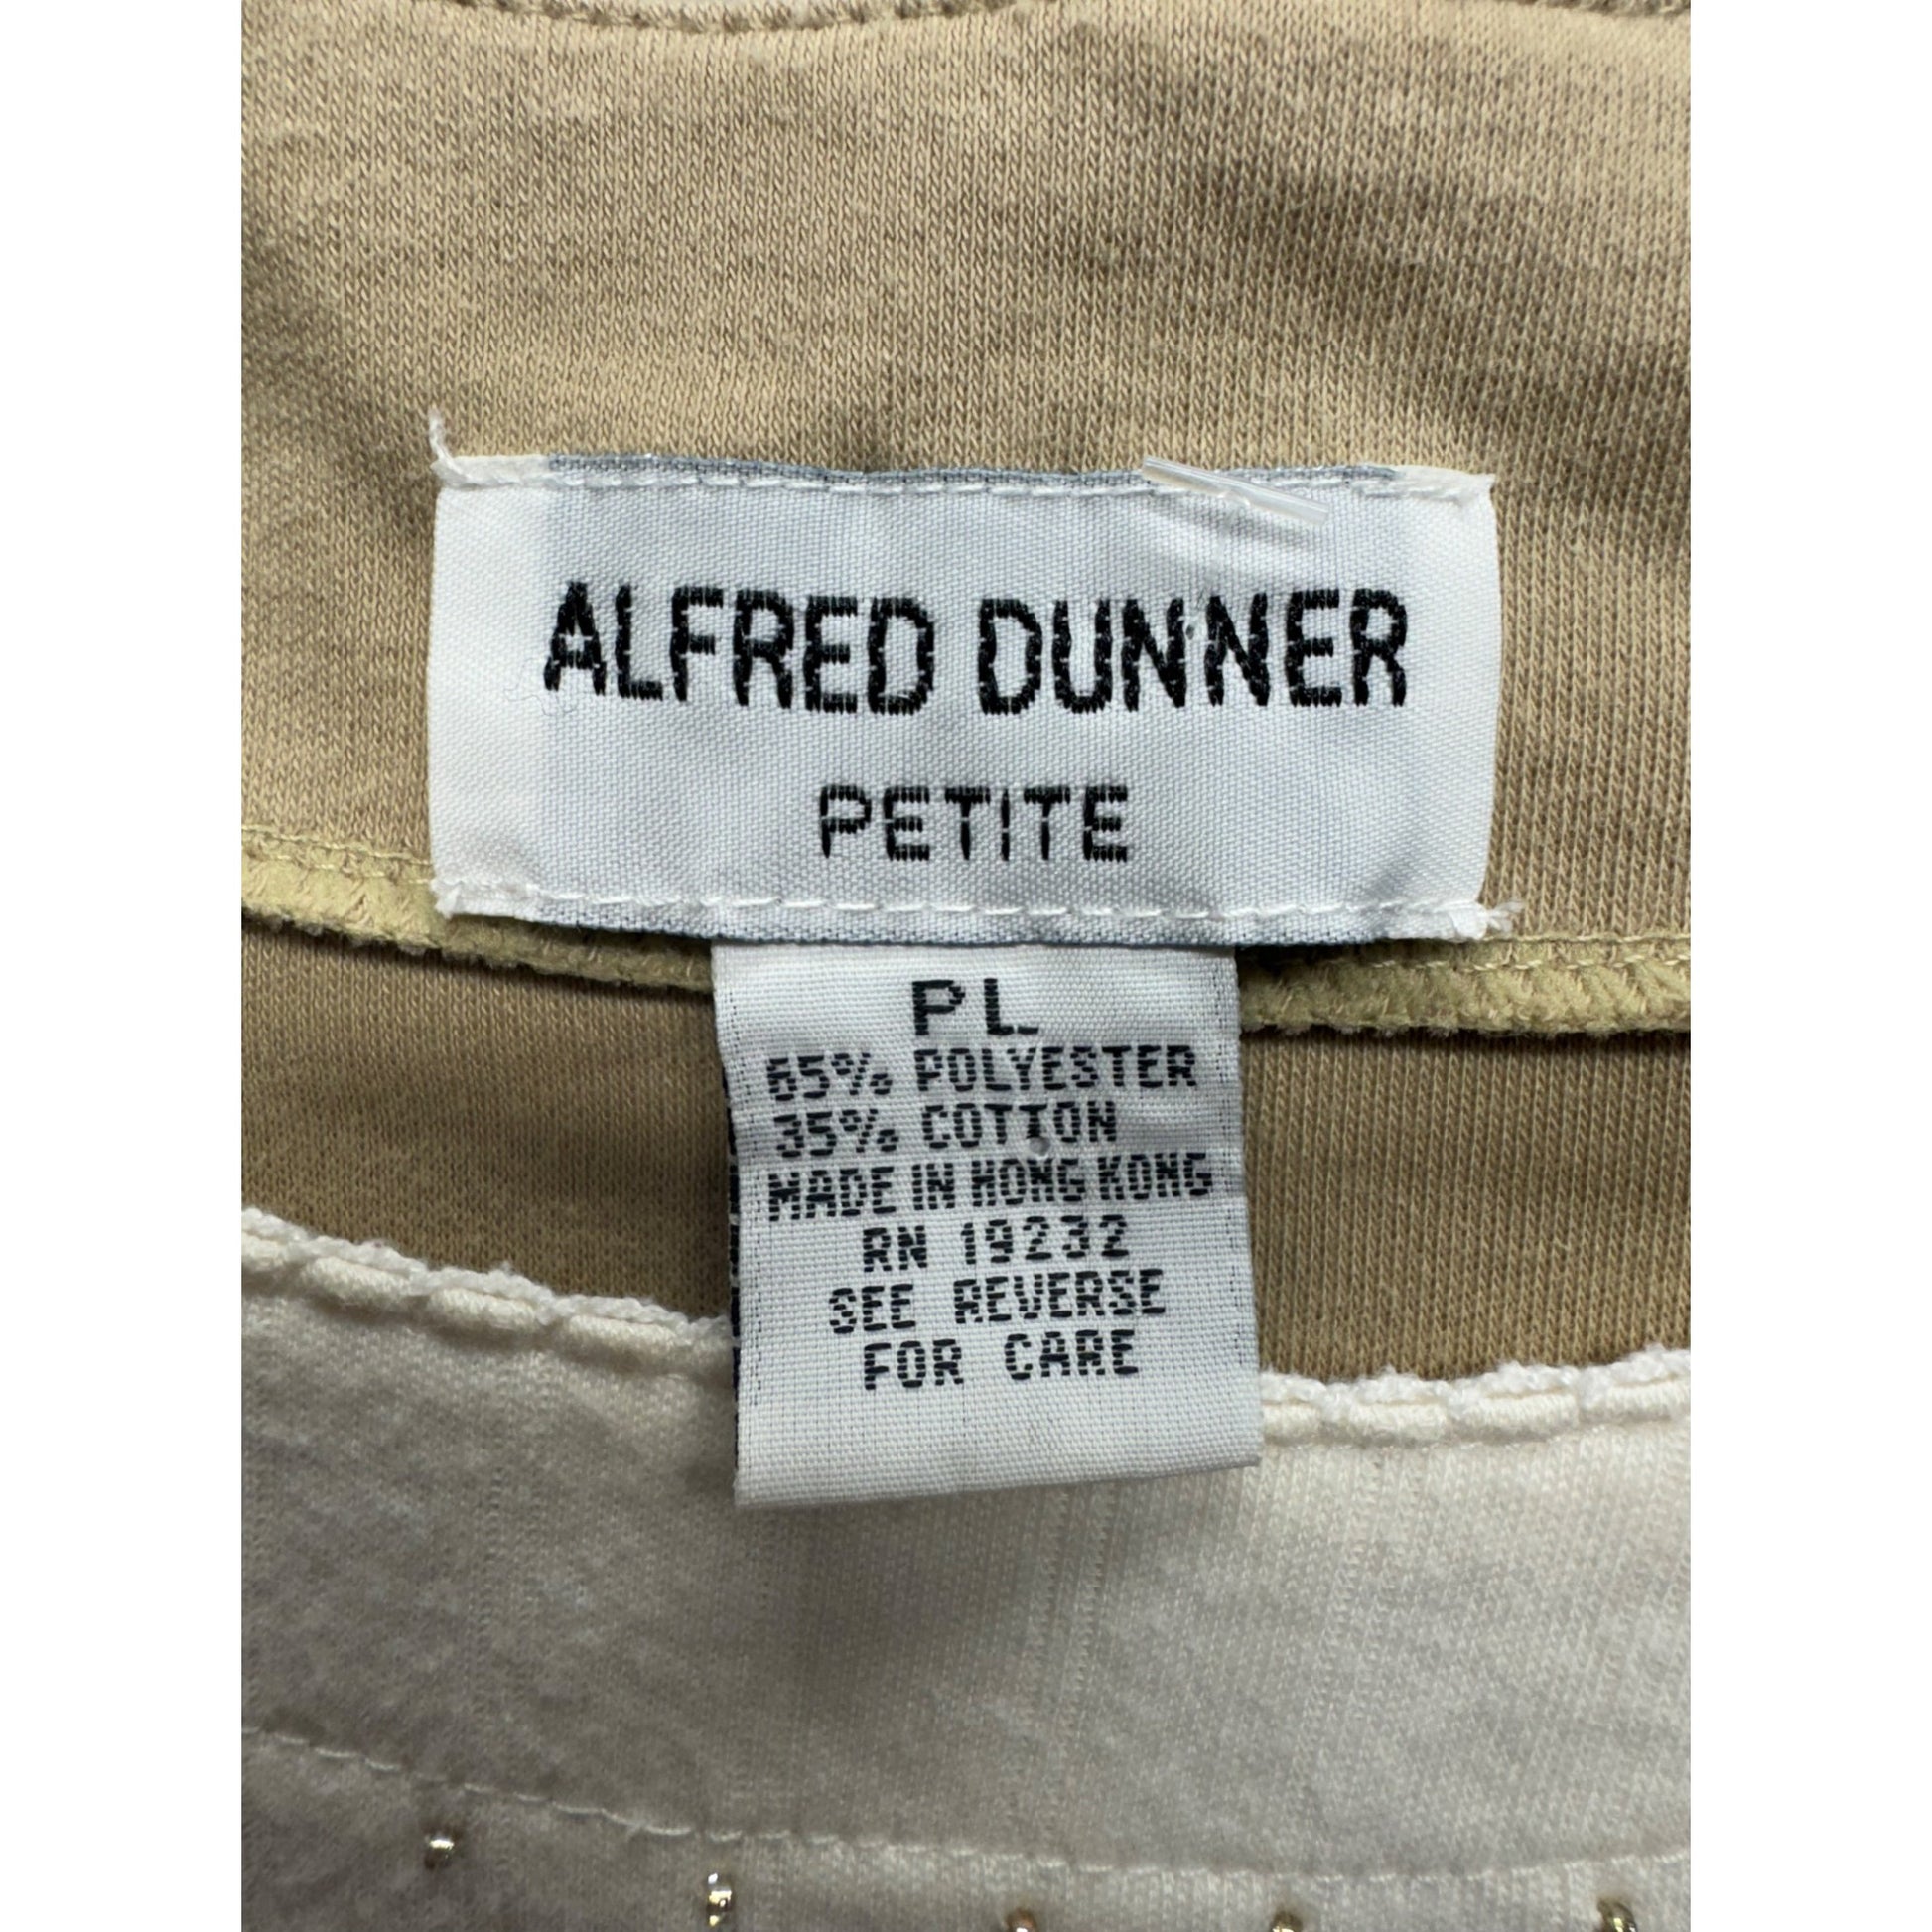 ALFRED DUNNER
PETITE
PL
65% POLYESTER
35% COTTON
MADE IN HONG KONG
RN 19232
SEE REVERSE
FOR CARE